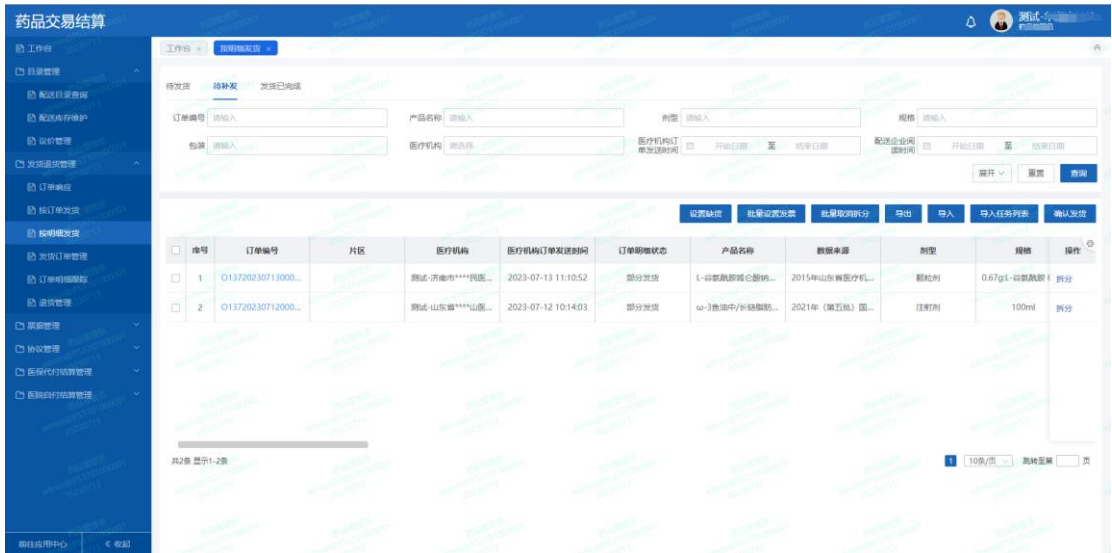 药品交易结算
测试-
工作台
目录管理
配送目录查询
配送库存维护
议价管理
发货退货管理
订单响应
按订单发货
按明细发货
发货订单管理
订单明细跟踪
退货管理
票据管理
协议管理
医保代付结算管理
医院自付结算管理
前往应用中心 《 收起
工作台 × 按明细发货 ×
待发货 待补发 发货已完成
订单编号 请输入 产品名称 请输入 剂型 请输入 规格 请输入
包装 请输入 医疗机构 请选择 医疗机构订单发送时间 开始日期 至 结束日期 配送企业阅读时间 开始日期 至 结束日期
展开 重置 查询
设置缺货 批量设置发票 批量取消拆分 导出 导入 导入任务列表 确认发货
序号 订单编号 片区 医疗机构 医疗机构订单发送时间 订单明细状态 产品名称 数据来源 剂型 规格 操作
1 O13720230713000... 测试-济南市****民医... 2023-07-13 11:10:52 部分发货 L-谷氨酰胺呱仑酸钠... 2015年山东省医疗机... 颗粒剂 0.67g:L-谷氨酰胺 拆分
2 O13720230712000... 测试-山东省****山医... 2023-07-12 10:14:03 部分发货 ω-3鱼油中/长链脂肪... 2021年（第五批）国... 注射剂 100ml 拆分
共2条 显示1-2条
1 10条/页 跳转至第 页